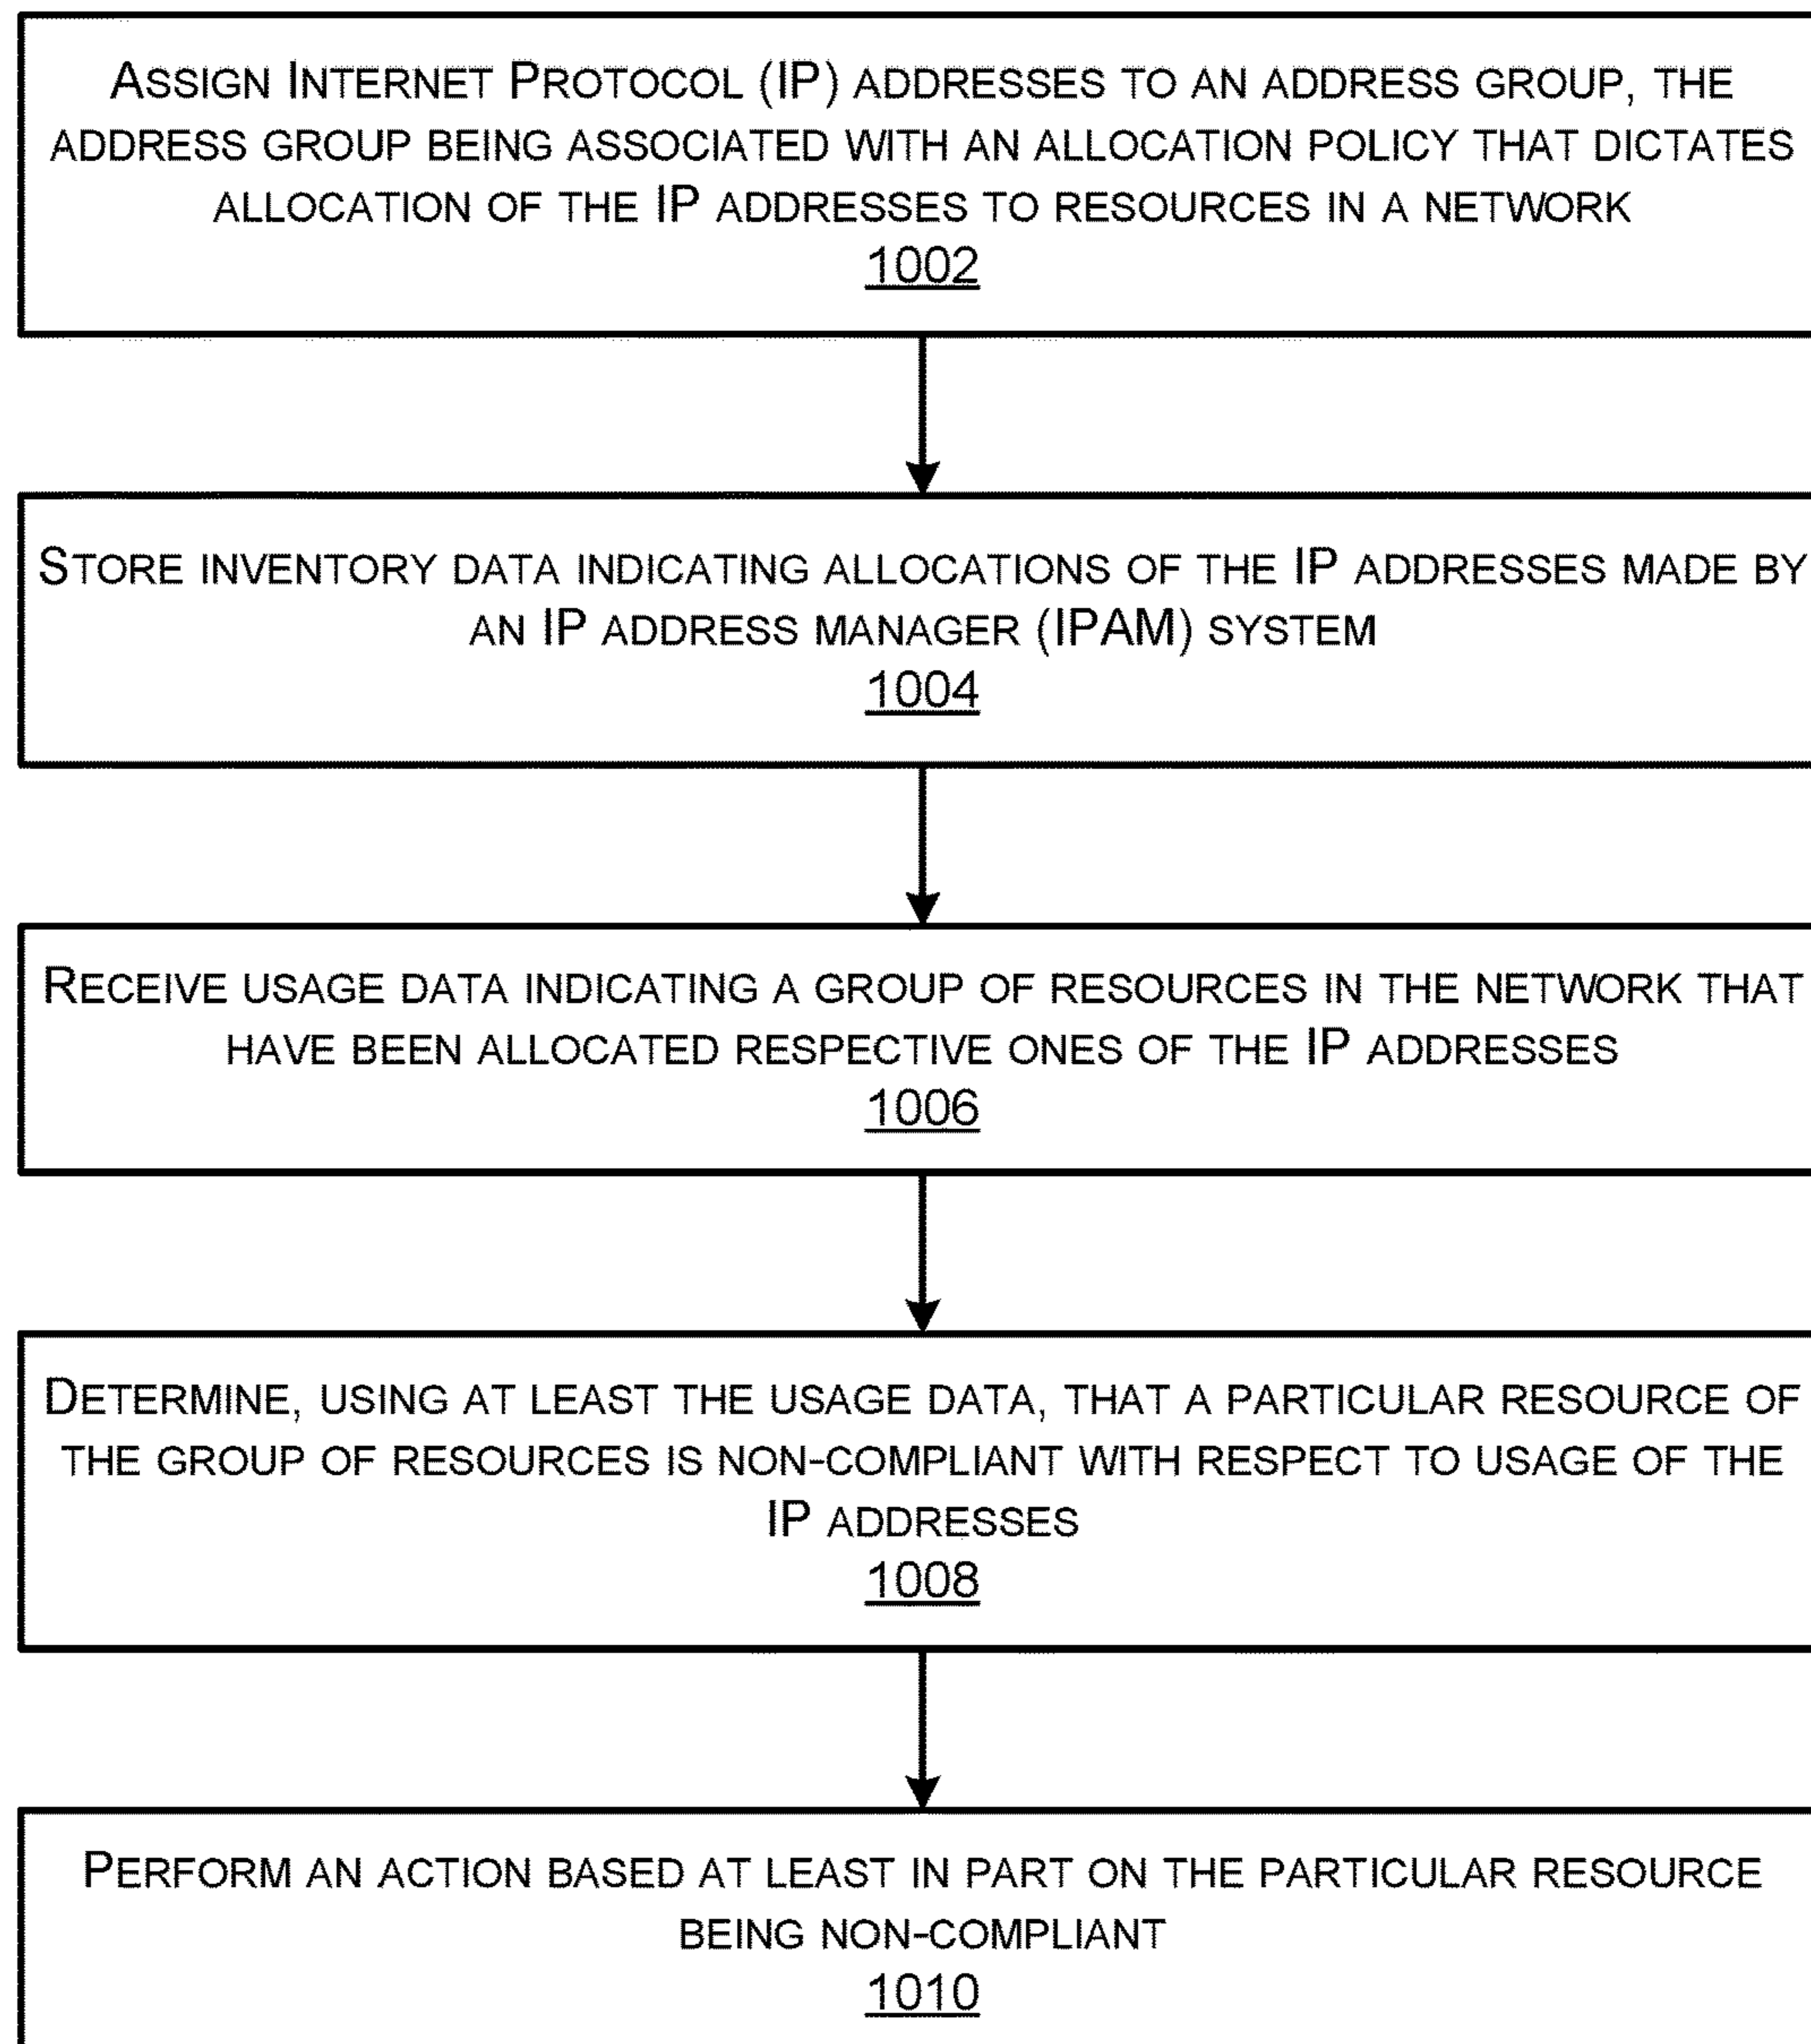 ASSIGN INTERNET PROTOCOL (IP) ADDRESSES TO AN ADDRESS GROUP, THE
ADDRESS GROUP BEING ASSOCIATED WITH AN ALLOCATION POLICY THAT DICTATES
ALLOCATION OF THE IP ADDRESSES TO RESOURCES IN A NETWORK
1002
STORE INVENTORY DATA INDICATING ALLOCATIONS OF THE IP ADDRESSES MADE BY
AN IP ADDRESS MANAGER (IPAM) SYSTEM
1004
RECEIVE USAGE DATA INDICATING A GROUP OF RESOURCES IN THE NETWORK THAT
HAVE BEEN ALLOCATED RESPECTIVE ONES OF THE IP ADDRESSES
1006
DETERMINE, USING AT LEAST THE USAGE DATA, THAT A PARTICULAR RESOURCE OF
THE GROUP OF RESOURCES IS NON-COMPLIANT WITH RESPECT TO USAGE OF THE
IP ADDRESSES
1008
PERFORM AN ACTION BASED AT LEAST IN PART ON THE PARTICULAR RESOURCE
BEING NON-COMPLIANT
1010